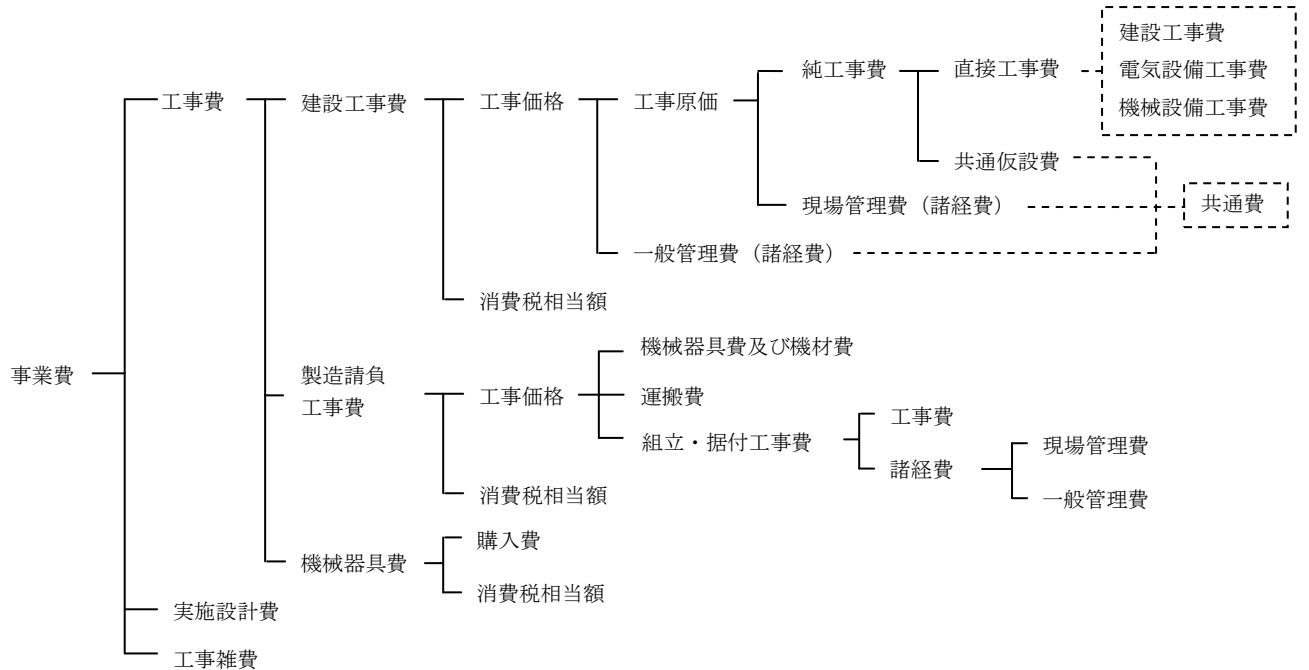 建設工事費
電気設備工事費
機械設備工事費
純工事費
直接工事費
工事費
建設工事費
工事価格
工事原価
共通仮設費
現場管理費(諸経費)
共通費
一般管理費(諸経費)
消費税相当額
機械器具費及び機材費
事業費
製造請負
工事費
工事価格
運搬費
組立・据付工事費
工事費
諸経費
現場管理費
一般管理費
消費税相当額
機械器具費
購入費
消費税相当額
実施設計費
工事雑費